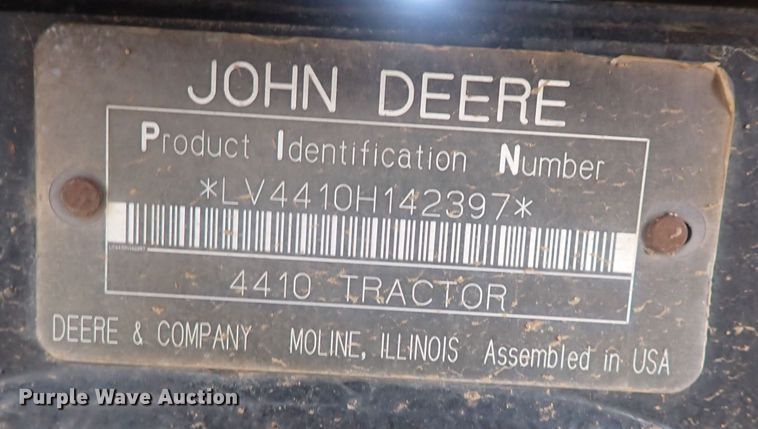 JOHN DEERE
Product Identification Number
*LV4410H142397*
4410 TRACTOR
DEERE & COMPANY MOLINE, ILLINOIS Assembled in USA
Purple Wave Auction